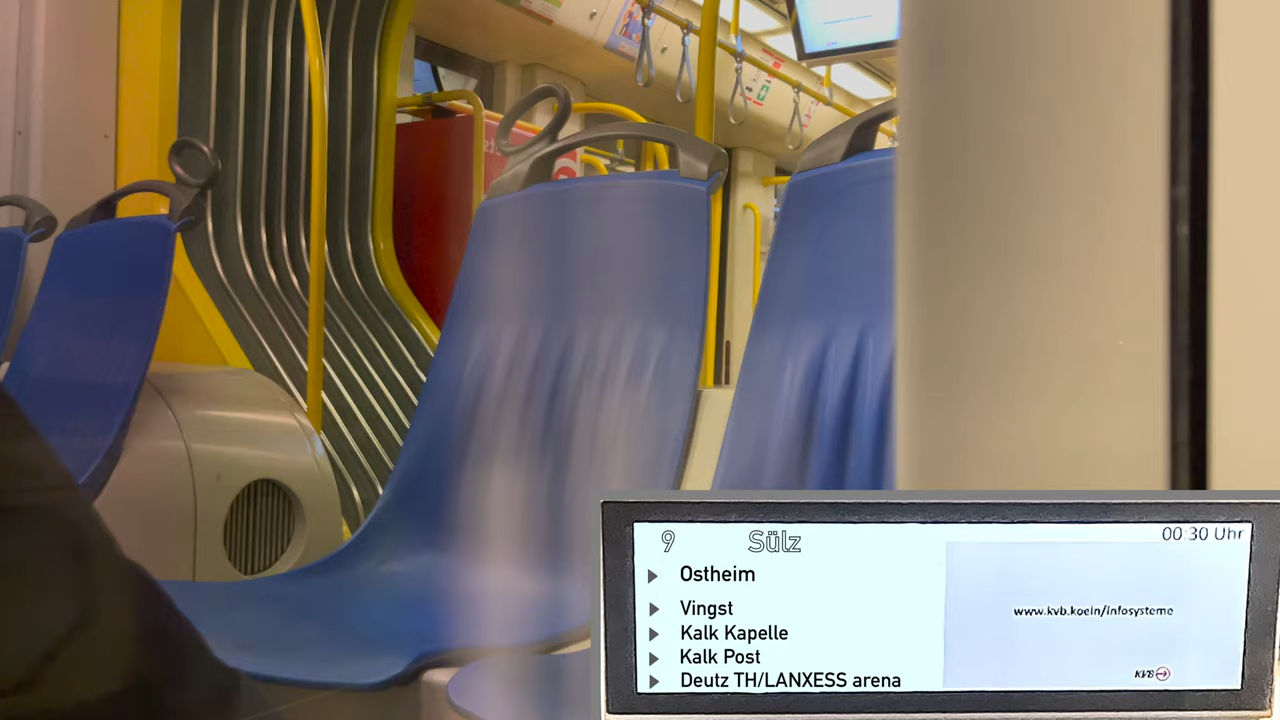 9 Sülz 00:30 Uhr
Ostheim
Vingst
Kalk Kapelle
Kalk Post
Deutz TH/LANXESS arena
www.kvb.koeln/infosysteme
KVB